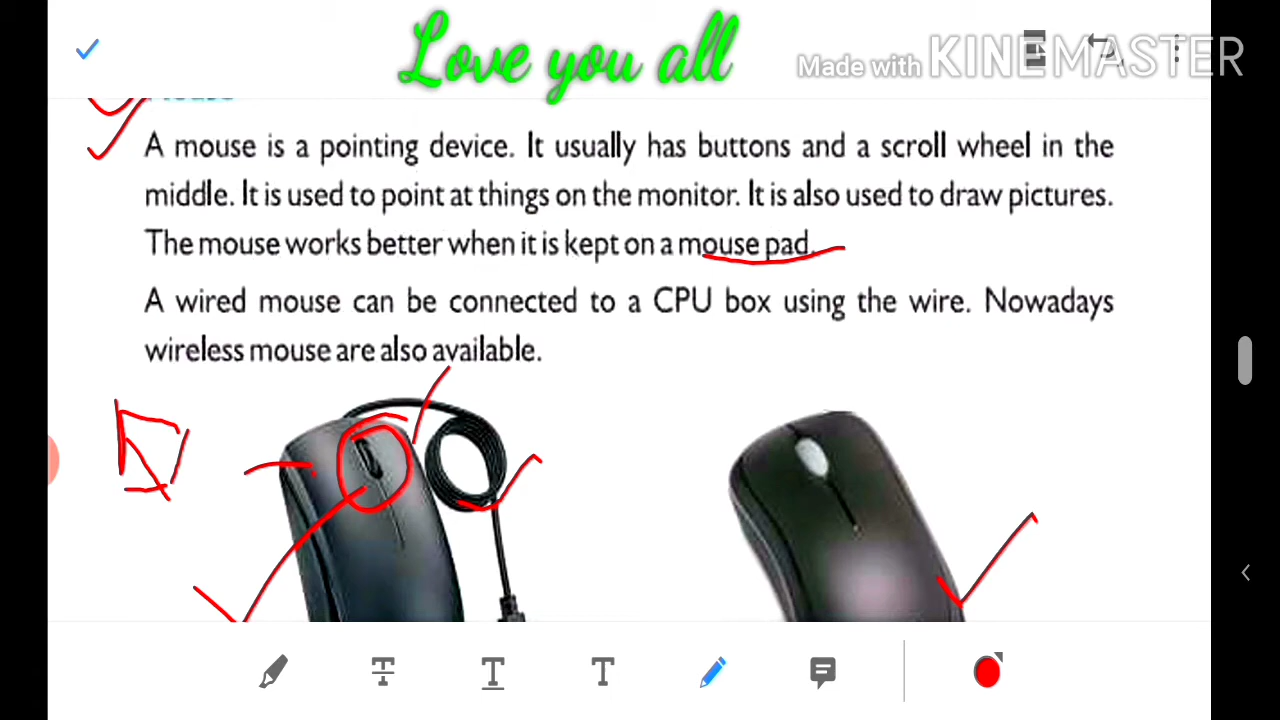 Love you all
Made with KINEMASTER
A mouse is a pointing device. It usually has buttons and a scroll wheel in the
middle. It is used to point at things on the monitor. It is also used to draw pictures.
The mouse works better when it is kept on a mouse pad.
A wired mouse can be connected to a CPU box using the wire. Nowadays
wireless mouse are also available.
T T T